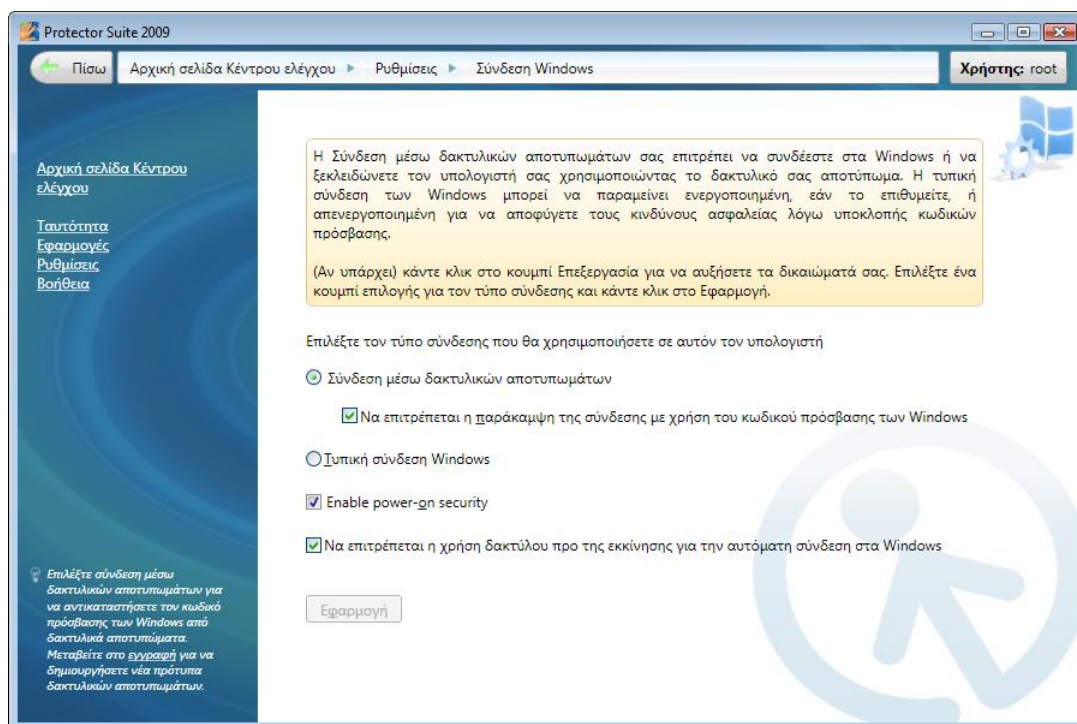 Protector Suite 2009
Πίσω
Αρχική σελίδα Κέντρου ελέγχου
Ρυθμίσεις
Σύνδεση Windows
Χρήστης: root
Αρχική σελίδα Κέντρου
ελέγχου
Ταυτότητα
Εφαρμογές
Ρυθμίσεις
Βοήθεια
Η Σύνδεση μέσω δακτυλικών αποτυπωμάτων σας επιτρέπει να συνδέεστε στα Windows ή να
ξεκλειδώνετε τον υπολογιστή σας χρησιμοποιώντας το δακτυλικό σας αποτύπωμα. Η τυπική
σύνδεση των Windows μπορεί να παραμείνει ενεργοποιημένη, εάν το επιθυμείτε, ή
απενεργοποιημένη για να αποφύγετε τους κινδύνους ασφαλείας λόγω υποκλοπής κωδικών
πρόσβασης.
(Αν υπάρχει) κάντε κλικ στο κουμπί Επεξεργασία για να αυξήσετε τα δικαιώματά σας. Επιλέξτε ένα
κουμπί επιλογής για τον τύπο σύνδεσης και κάντε κλικ στο Εφαρμογή.
Επιλέξτε τον τύπο σύνδεσης που θα χρησιμοποιήσετε σε αυτόν τον υπολογιστή
Σύνδεση μέσω δακτυλικών αποτυπωμάτων
Να επιτρέπεται η παράκαμψη της σύνδεσης με χρήση του κωδικού πρόσβασης των Windows
Τυπική σύνδεση Windows
Enable power-on security
Να επιτρέπεται η χρήση δακτύλου προ της εκκίνησης για την αυτόματη σύνδεση στα Windows
Εφαρμογή
Επιλέξτε σύνδεση μέσω
δακτυλικών αποτυπωμάτων για
να αντικαταστήσετε τον κωδικό
πρόσβασης των Windows από
δακτυλικά αποτυπώματα.
Μεταβείτε στο εγγραφή για να
δημιουργήσετε νέα πρότυπα
δακτυλικών αποτυπωμάτων.